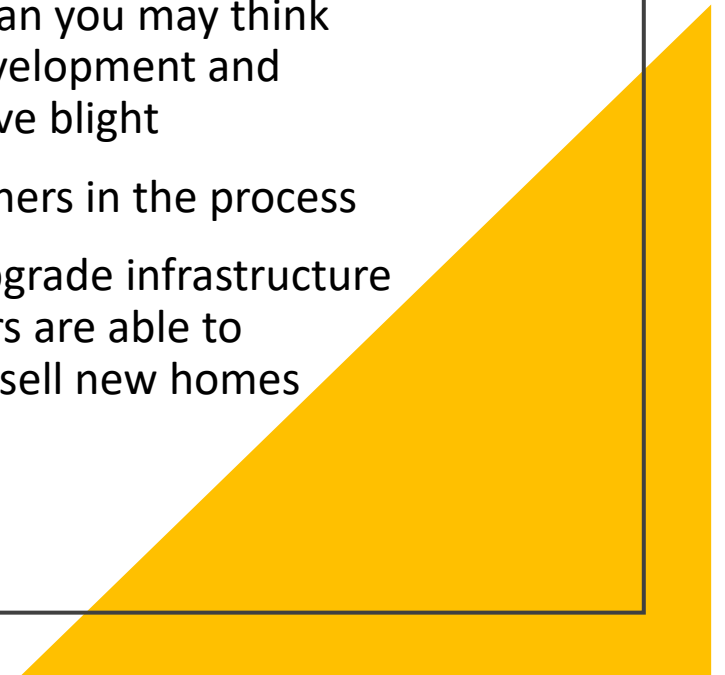 an you may think
velopment and
ve blight
ners in the process
grade infrastructure
rs are able to
sell new homes